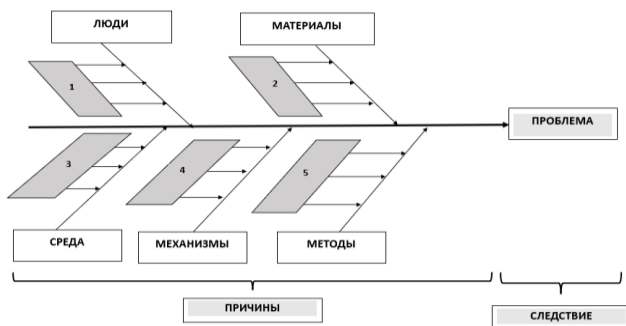 ЛЮДИ
МАТЕРИАЛЫ
1
2
ПРОБЛЕМА
3
4
5
СРЕДА
МЕХАНИЗМЫ
МЕТОДЫ
ПРИЧИНЫ
СЛЕДСТВИЕ